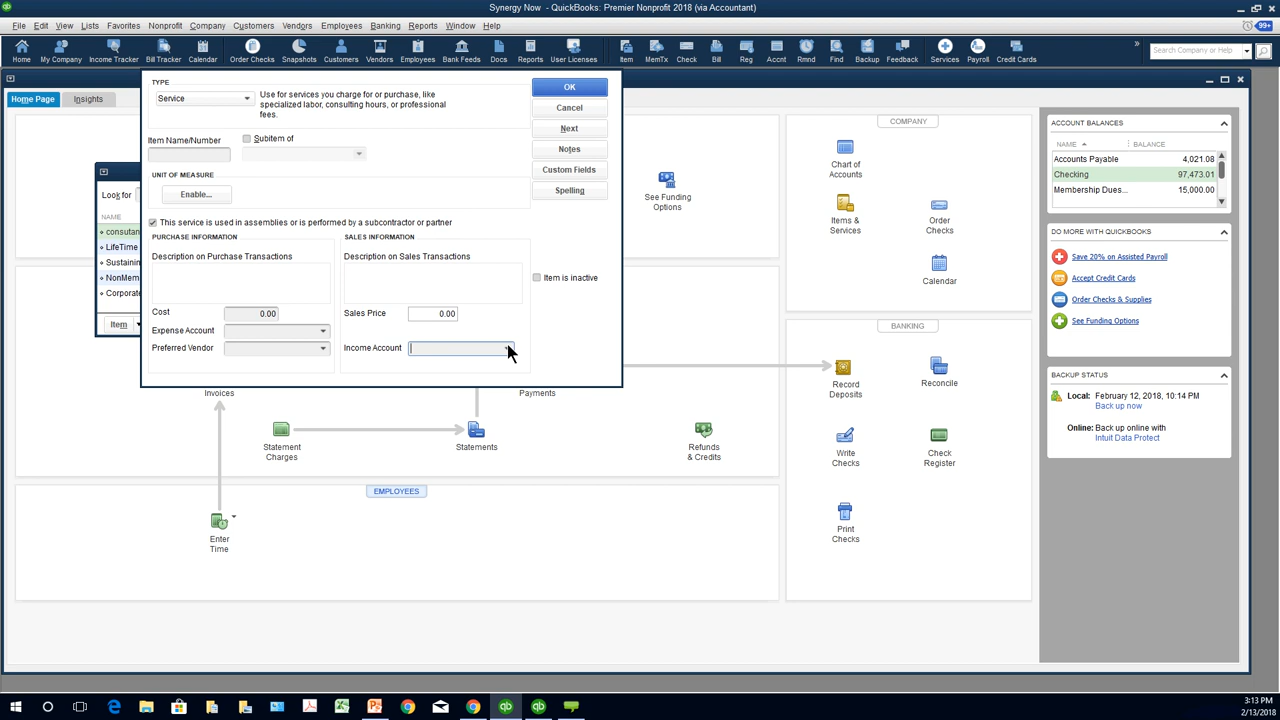 Synergy Now - QuickBooks: Premier Nonprofit 2018 (via Accountant)
File Edit View Lists Favorites Nonprofit Company Customers Vendors Employees Banking Reports Window Help
99+
Home My Company Income Tracker Bill Tracker Calendar Order Checks Snapshots Customers Vendors Employees Bank Feeds Docs Reports User Licenses Item MemTx Check Bill Reg Accnt Rmnd Find Backup Feedback Services Payroll Credit Cards
Search Company or Help
Home Page Insights
TYPE
Service
Use for services you charge for or purchase, like
specialized labor, consulting hours, or professional
fees.
OK
Cancel
Next
Notes
Custom Fields
Spelling
Item Name/Number
Subitem of
UNIT OF MEASURE
Enable...
This service is used in assemblies or is performed by a subcontractor or partner
PURCHASE INFORMATION
Description on Purchase Transactions
Cost 0.00
Expense Account
Preferred Vendor
SALES INFORMATION
Description on Sales Transactions
Sales Price 0.00
Income Account
Item is inactive
Look for
NAME
consutan
LifeTime
Sustainin
NonMem
Corporate
Item
See Funding
Options
Invoices
Payments
Statement
Charges
Statements
Refunds
& Credits
EMPLOYEES
Enter
Time
COMPANY
Chart of
Accounts
Items &
Services
Order
Checks
Calendar
BANKING
Record
Deposits
Reconcile
Write
Checks
Check
Register
Print
Checks
ACCOUNT BALANCES
NAME BALANCE
Accounts Payable 4,021.08
Checking 97,473.01
Membership Dues... 15,000.00
DO MORE WITH QUICKBOOKS
Save 20% on Assisted Payroll
Accept Credit Cards
Order Checks & Supplies
See Funding Options
BACKUP STATUS
Local: February 12, 2018, 10:14 PM
Back up now
Online: Back up online with
Intuit Data Protect
3:13 PM
2/13/2018